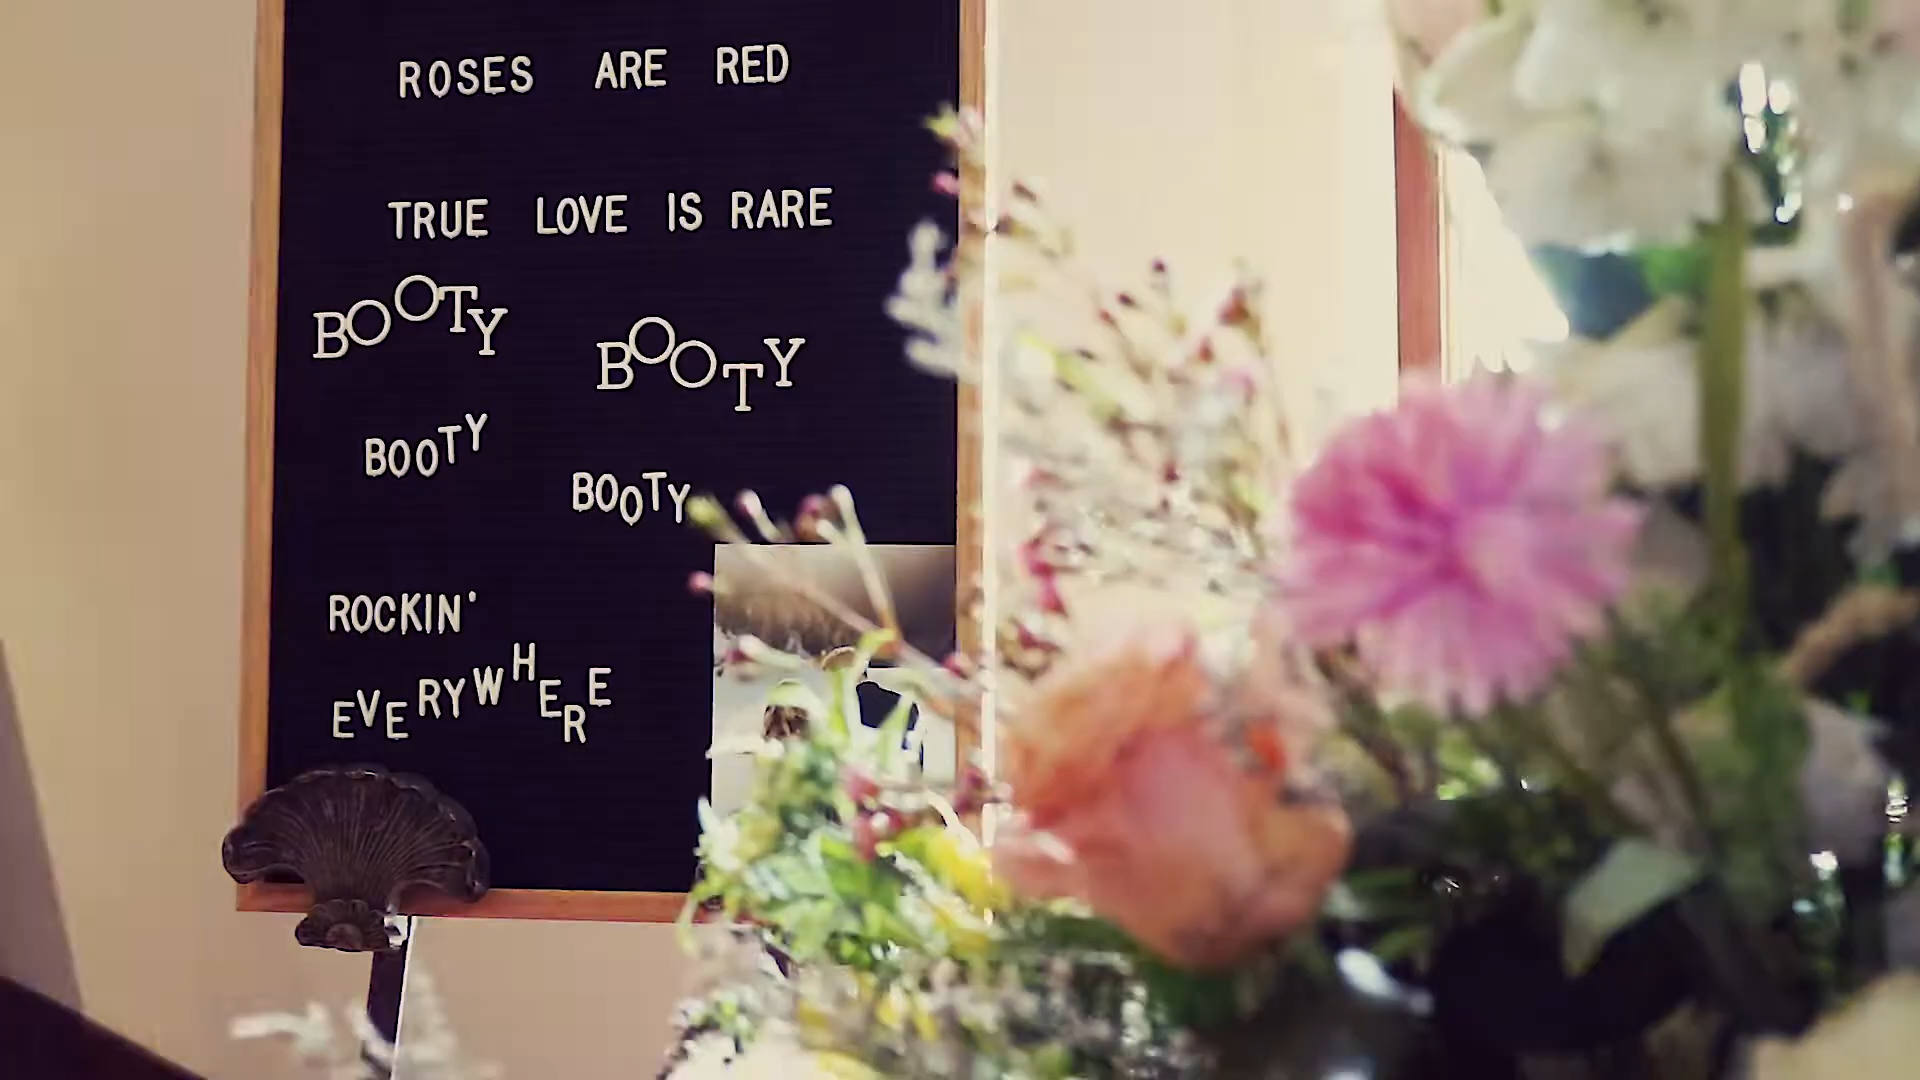 ROSES ARE RED
TRUE LOVE IS RARE
BOOTY BOOTY
BOOTY BOOTY
ROCKIN'
EVERYWHERE